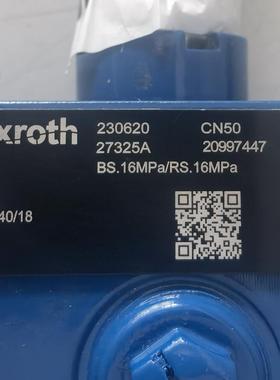 xroth
230620 CN50
27325A 20997447
BS.16MPa/RS.16MPa
40/18